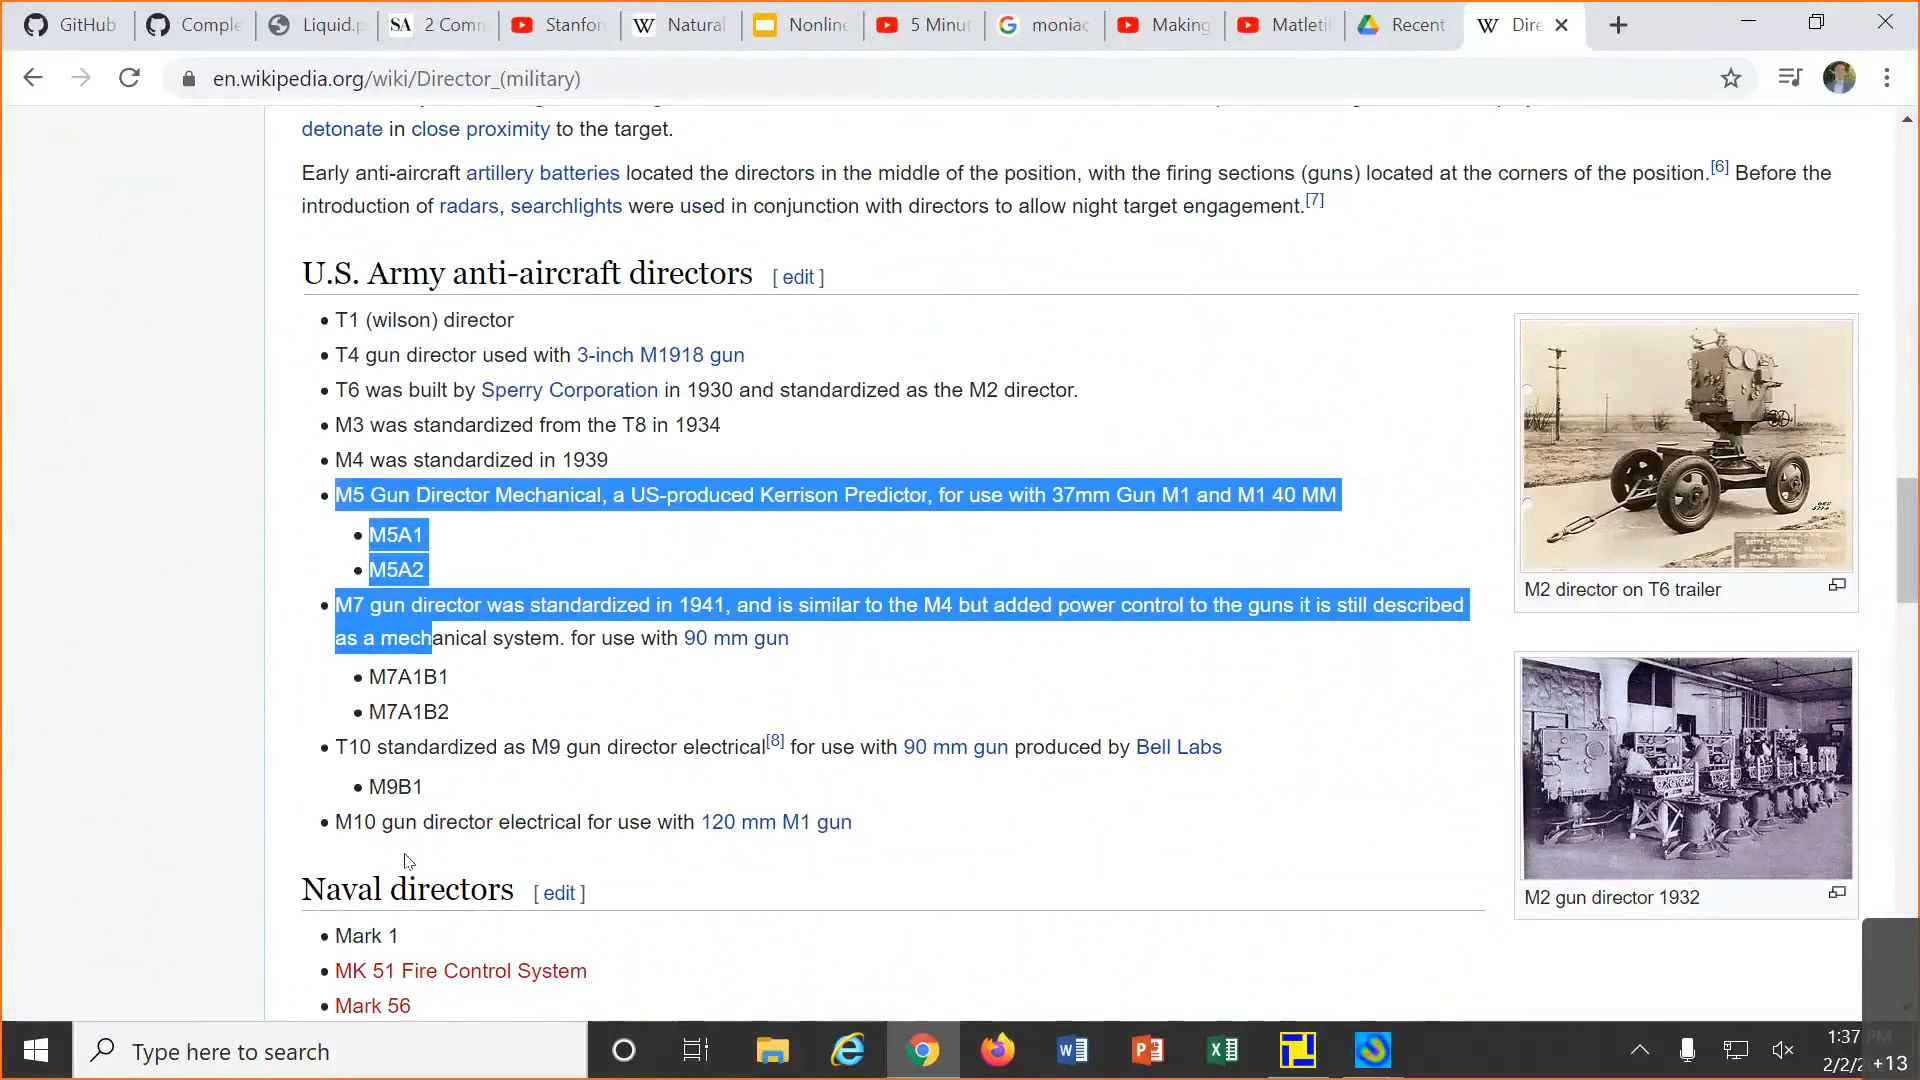 GitHub
Comple
Liquid.p
SA 2 Comm
Stanfor
W Natural
Nonline
5 Minut
G moniac
Making
Matleti
Recent
W Dire
en.wikipedia.org/wiki/Director_(military)
detonate in close proximity to the target.
Early anti-aircraft artillery batteries located the directors in the middle of the position, with the firing sections (guns) located at the corners of the position.[6] Before the
introduction of radars, searchlights were used in conjunction with directors to allow night target engagement.[7]
U.S. Army anti-aircraft directors [ edit ]
• T1 (wilson) director
• T4 gun director used with 3-inch M1918 gun
• T6 was built by Sperry Corporation in 1930 and standardized as the M2 director.
• M3 was standardized from the T8 in 1934
• M4 was standardized in 1939
• M5 Gun Director Mechanical, a US-produced Kerrison Predictor, for use with 37mm Gun M1 and M1 40 MM
• M5A1
• M5A2
• M7 gun director was standardized in 1941, and is similar to the M4 but added power control to the guns it is still described
as a mechanical system. for use with 90 mm gun
• M7A1B1
• M7A1B2
• T10 standardized as M9 gun director electrical[8] for use with 90 mm gun produced by Bell Labs
• M9B1
• M10 gun director electrical for use with 120 mm M1 gun
M2 director on T6 trailer
M2 gun director 1932
Naval directors [ edit ]
• Mark 1
• MK 51 Fire Control System
• Mark 56
Type here to search
1:37 PM
2/2/2
+13